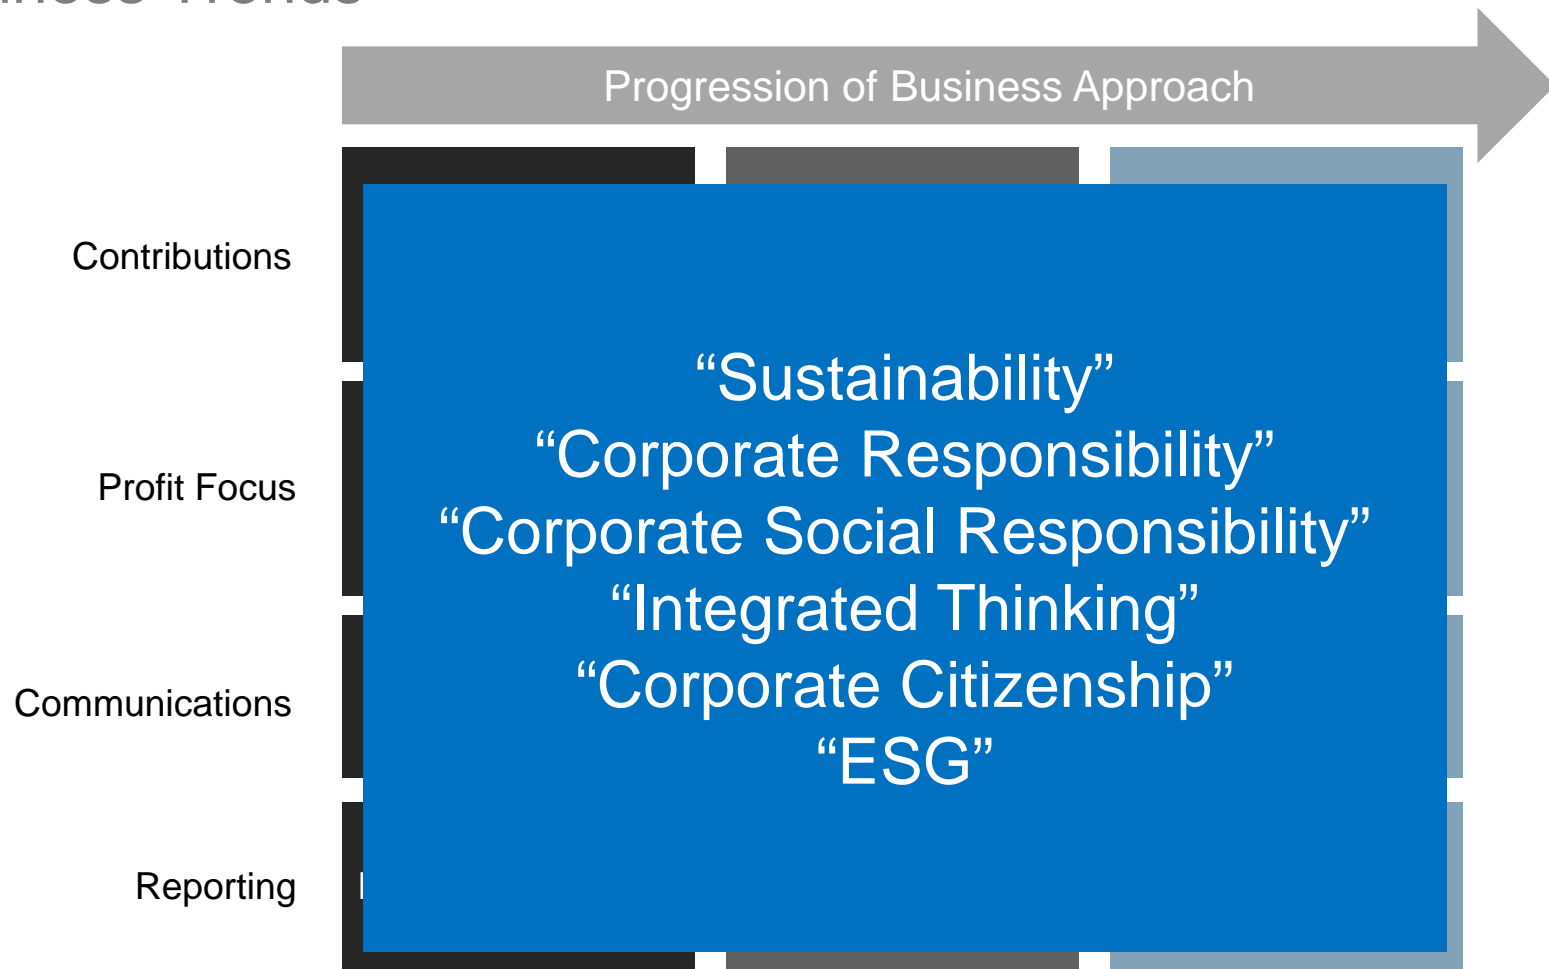 Trends
Progression of Business Approach
Contributions
Profit Focus
Communications
Reporting
“Sustainability”
“Corporate Responsibility”
“Corporate Social Responsibility”
“Integrated Thinking”
“Corporate Citizenship”
“ESG”